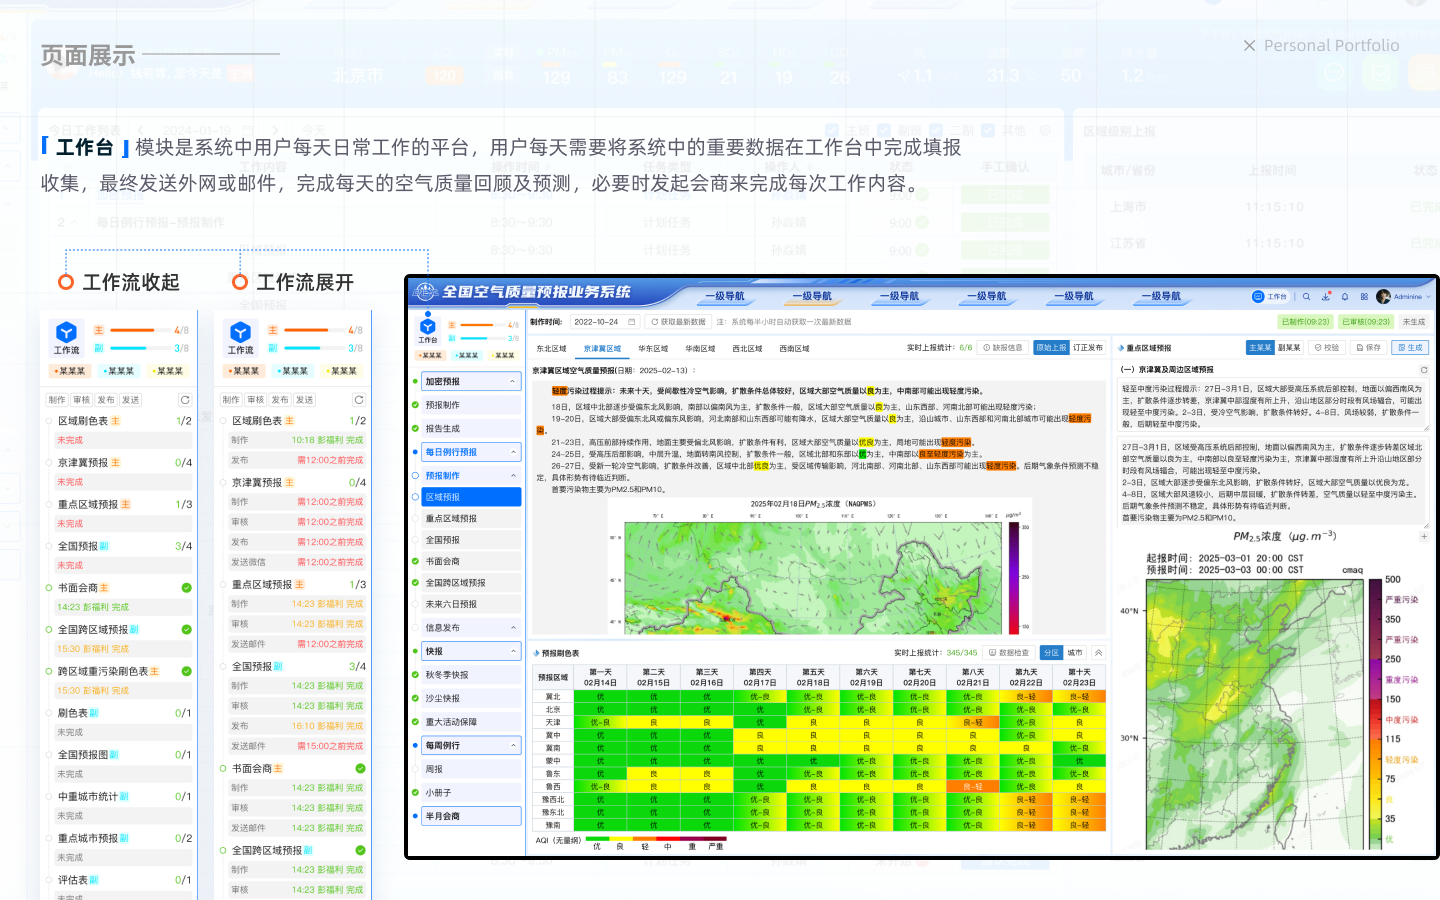 页面展示
Personal Portfolio
工作台 模块是系统中用户每天日常工作的平台，用户每天需要将系统中的重要数据在工作台中完成填报
收集，最终发送外网或邮件，完成每天的空气质量回顾及预测，必要时发起会商来完成每次工作内容。
工作流收起
工作流展开
工作流
主 4/8
副 3/8
某某某 某某某 某某某
制作 审核 发布 发送
区域刷色表 主 1/2
未完成
京津冀预报 主 0/4
未完成
重点区域预报 主 1/3
未完成
全国预报 副 3/4
未完成
书面会商 主
14:23 彭福利 完成
全国跨区域预报 副
15:30 彭福利 完成
跨区域重污染刷色表 主
15:30 彭福利 完成
刷色表 副 0/1
未完成
全国预报图 副 0/1
未完成
中重城市统计 副 0/1
未完成
重点城市预报 副 0/2
未完成
评估表 副 0/1
未完成
工作流
主 4/8
副 3/8
某某某 某某某 某某某
制作 审核 发布 发送
区域刷色表 主 1/2
制作 10:18 彭福利 完成
发布 需12:00之前完成
京津冀预报 主 0/4
制作 需12:00之前完成
审核 需12:00之前完成
发布 需12:00之前完成
发送微信 需12:00之前完成
重点区域预报 主 1/3
制作 14:23 彭福利 完成
审核 14:23 彭福利 完成
发送邮件 需12:00之前完成
全国预报 副 3/4
制作 14:23 彭福利 完成
审核 14:23 彭福利 完成
发布 16:10 彭福利 完成
发送邮件 需15:00之前完成
书面会商 主
制作 14:23 彭福利 完成
审核 14:23 彭福利 完成
发送邮件 14:23 彭福利 完成
全国跨区域预报 副
制作 14:23 彭福利 完成
审核 14:23 彭福利 完成
全国空气质量预报业务系统
一级导航 一级导航 一级导航 一级导航 一级导航 一级导航
工作台 Adminine
工作台
主 4/8
副 3/8
某某某 某某某 某某某
加密预报
预报制作
报告生成
每日例行预报
预报制作
区域预报
重点区域预报
全国预报
书面会商
全国跨区域预报
未来六日预报
信息发布
快报
秋冬季快报
沙尘快报
重大活动保障
每周例行
周报
小册子
半月会商
制作时间： 2022-10-24 获取最新数据 注：系统每半小时自动获取一次最新数据
已制作(09:23) 已审核(09:23) 未生成
东北区域 京津冀区域 华东区域 华南区域 西北区域 西南区域
实时上报统计：6/6 缺报信息 原始上报 订正发布
京津冀区域空气质量预报(日期：2025-02-13)：
轻度污染过程提示：未来十天，受间歇性冷空气影响，扩散条件总体较好，区域大部空气质量以良为主，中南部可能出现轻度污染。
18日，区域中北部逐步受偏东北风影响，南部以偏南风为主，扩散条件一般，区域大部空气质量以良为主，山东西部、河北南部可能出现轻度污染；
19-20日，区域大部受偏东北风或偏东风影响，河北南部和山东西部可能有降水，区域大部空气质量以良为主，沿山城市、山东西部和河南北部城市可能出现轻度污
染。
21-23日，高压前部持续作用，地面主要受偏北风影响，扩散条件有利，区域大部空气质量以优良为主，局地可能出现轻度污染。
24-25日，受高压后部影响，中层升温、地面转南风控制，扩散条件一般，区域北部和东部以优为主，中南部以良至轻度污染为主。
26-27日，受新一轮冷空气影响，扩散条件改善，区域中北部优良为主，受区域传输影响，河北南部、河南北部、山东西部可能出现轻度污染。后期气象条件预测不稳
定，具体形势有待临近判断。
首要污染物主要为PM2.5和PM10。
2025年02月18日PM2.5浓度 (NAQPMS)
预报刷色表
实时上报统计：345/345 数据检查 分区 城市
预报区域 第一天 02月14日 第二天 02月15日 第三天 02月16日 第四天 02月17日 第五天 02月18日 第六天 02月19日 第七天 02月20日 第八天 02月21日 第九天 02月22日 第十天 02月23日
冀北 优 优 优 优-良 优-良 优-良 优-良 优-良 良-轻 良-轻
北京 优 优 优 优 优 优-良 优-良 优-良 优-良 优-良
天津 优-良 良 良 优 良 良 良 良-轻 优-良 良
冀中 优 优 优 良 良 良 良 良 优-良 良
冀南 优 优 优 良 良 良 良 良 良 优-良
蒙中 优 优 优 优 优 优-良 优-良 优-良 优-良 优
鲁东 优 良 良 优 优-良 优-良 优-良 优-良 优-良 优-良
鲁西 优-良 良 良 优 良 良 良 良-轻 优-良 良
豫西北 优 优 优 优-良 优-良 优-良 优-良 优-良 良-轻 良-轻
豫东北 优 优 优 优-良 优-良 优-良 优-良 优-良 良-轻 良-轻
豫南 优 优 优 优-良 优-良 优-良 优-良 优-良 良-轻 良-轻
AQI（无量纲） 优 良 轻 中 重 严重
重点区域预报 主某某 副某某 校验 保存 生成
(一）京津冀及周边区域预报
轻至中度污染过程提示：27日-3月1日，区域大部受高压系统后部控制，地面以偏西南风为
主，扩散条件逐步转差，京津冀中部湿度有所上升，沿山地区部分时段有风场辐合，可能出
现轻至中度污染。2-3日，受冷空气影响，扩散条件转好。4-8日，风场较弱，扩散条件一
般，后期轻至中度污染。
27日-3月1日，区域受高压系统后部控制，地面以偏西南风为主，扩散条件逐步转差区域大
部空气质量以良为主，中南部以良至轻度污染为主，京津冀中部湿度有所上升沿山地区部分
时段有风场辐合，可能出现轻至中度污染。
2-3日，区域大部逐步受偏东北风影响，扩散条件转好，区域大部空气质量以优良为龙。
4-8日，区域大部风速较小，后期中层回暖，扩散条件转差，空气质量以轻至中度污染主。
后期气象条件预测不稳定，具体形势有待临近判断。
首要污染物主要为PM2.5和PM10。
PM2.5浓度 (μg.m⁻³)
起报时间： 2025-03-01 20:00 CST
预报时间： 2025-03-03 00:00 CST cmaq
40°N
30°N
500
严重污染
350
严重污染
250
重度污染
150
中度污染
115
轻度污染
75
良
35
优